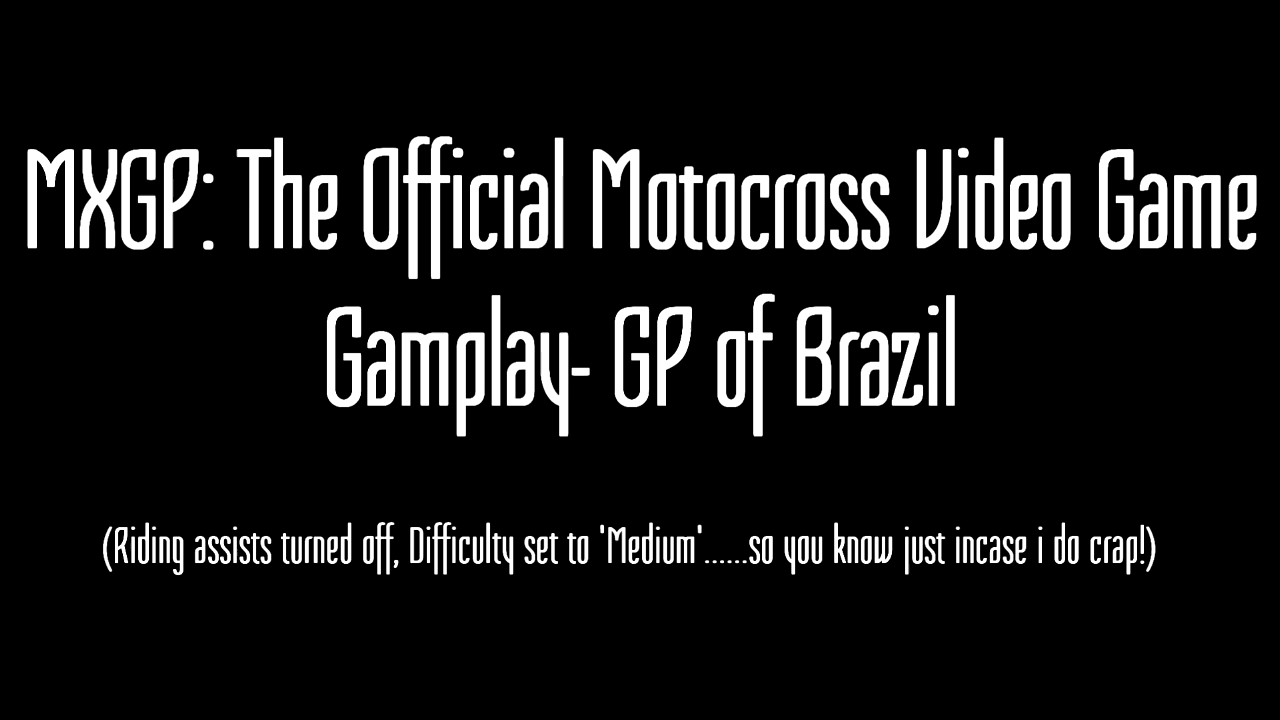 MXGP: The Official Motocross Video Game
Gamplay- GP of Brazil
(Riding assists turned off, Difficulty set to 'Medium'......so you know just incase i do crap!)